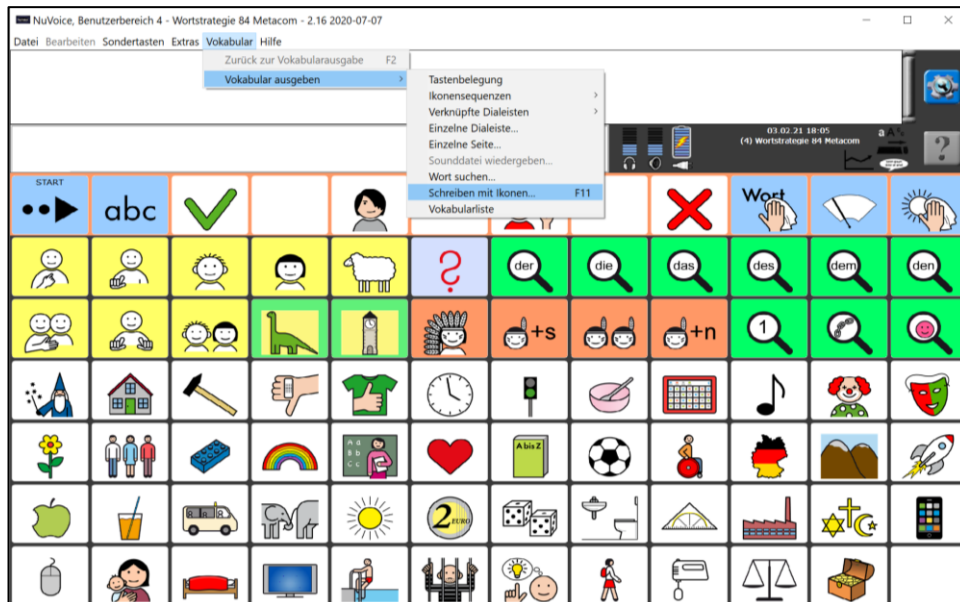 NuVoice, Benutzerbereich 4 - Wortstrategie 84 Metacom - 2.16 2020-07-07
Datei Bearbeiten Sondertasten Extras Vokabular Hilfe
Zurück zur Vokabularausgabe F2
Vokabular ausgeben
Tastenbelegung
Ikonensequenzen
Verknüpfte Dialeisten
Einzelne Dialeiste...
Einzelne Seite...
Sounddatei wiedergeben...
Wort suchen...
Schreiben mit Ikonen... F11
Vokabularliste
03.02.21 18:05
(4) Wortstrategie 84 Metacom
?
START
abc
Wort
?
der
die
das
des
dem
den
+s
+n
1
A a
B b
C c
A bis Z
2 EURO